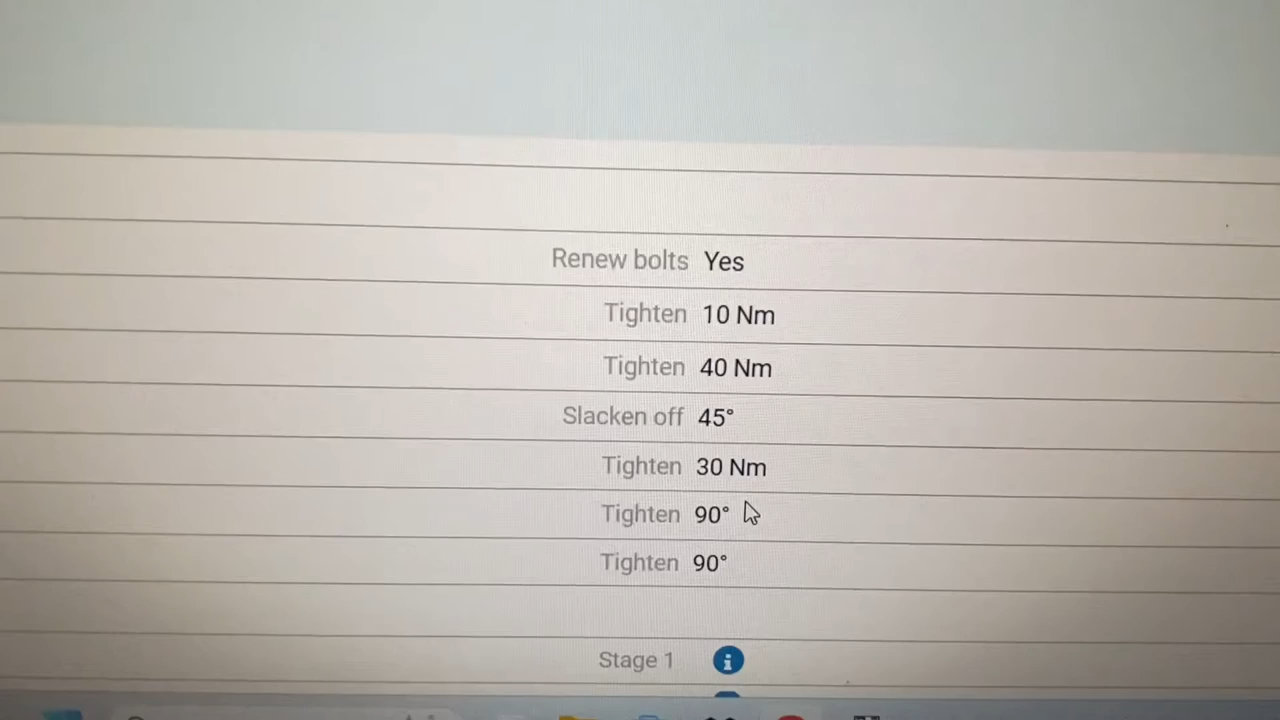 Renew bolts Yes
Tighten 10 Nm
Tighten 40 Nm
Slacken off 45°
Tighten 30 Nm
Tighten 90°
Tighten 90°
Stage 1